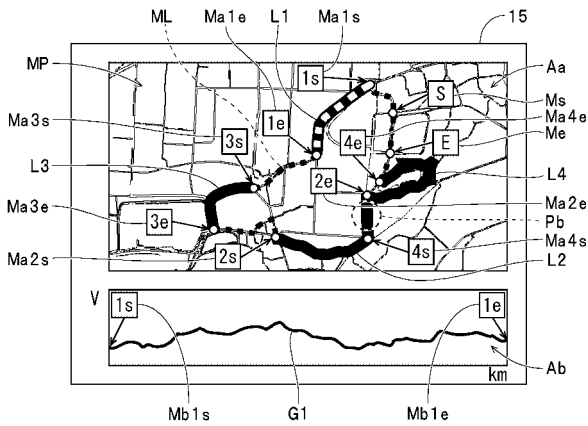 ML Ma1e L1 Ma1s 15
MP Aa
1s S Ms
Ma3s 1e Ma4e
3s 4e E Me
L3 2e L4
Ma3e Ma2e
3e Pb
Ma2s 2s 4s Ma4s
L2
V 1s 1e
km Ab
Mb1s G1 Mb1e